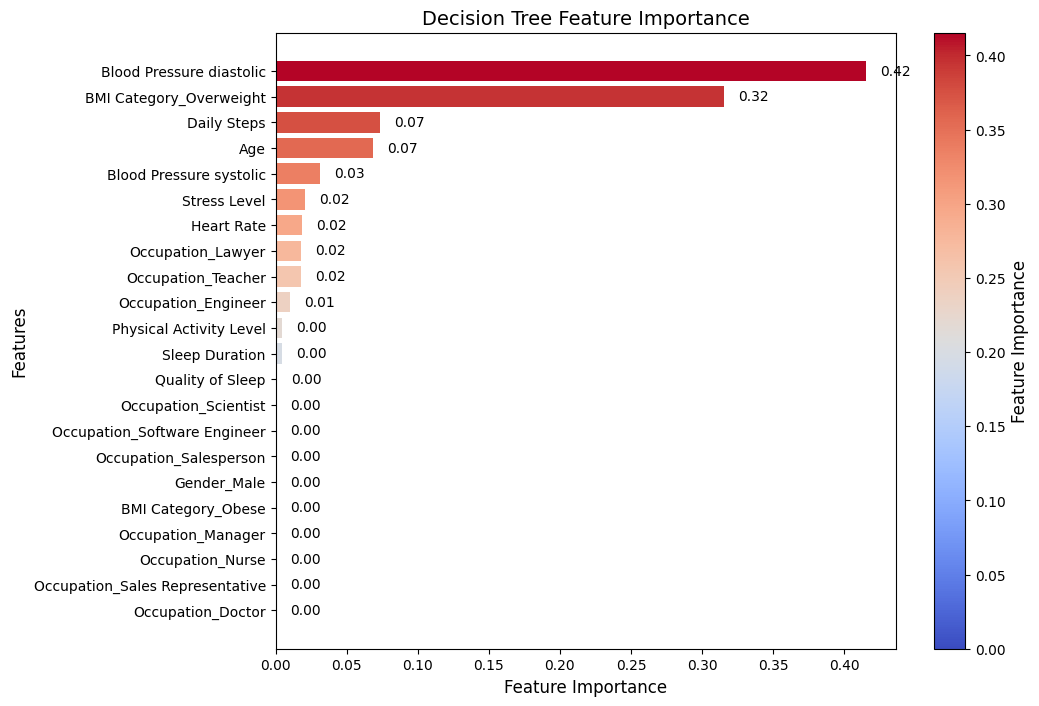 Decision Tree Feature Importance
Features
Blood Pressure diastolic 0.42
BMI Category_Overweight 0.32
Daily Steps 0.07
Age 0.07
Blood Pressure systolic 0.03
Stress Level 0.02
Heart Rate 0.02
Occupation_Lawyer 0.02
Occupation_Teacher 0.02
Occupation_Engineer 0.01
Physical Activity Level 0.00
Sleep Duration 0.00
Quality of Sleep 0.00
Occupation_Scientist 0.00
Occupation_Software Engineer 0.00
Occupation_Salesperson 0.00
Gender_Male 0.00
BMI Category_Obese 0.00
Occupation_Manager 0.00
Occupation_Nurse 0.00
Occupation_Sales Representative 0.00
Occupation_Doctor 0.00
0.00 0.05 0.10 0.15 0.20 0.25 0.30 0.35 0.40
Feature Importance
0.40
0.35
0.30
0.25
0.20
0.15
0.10
0.05
0.00
Feature Importance